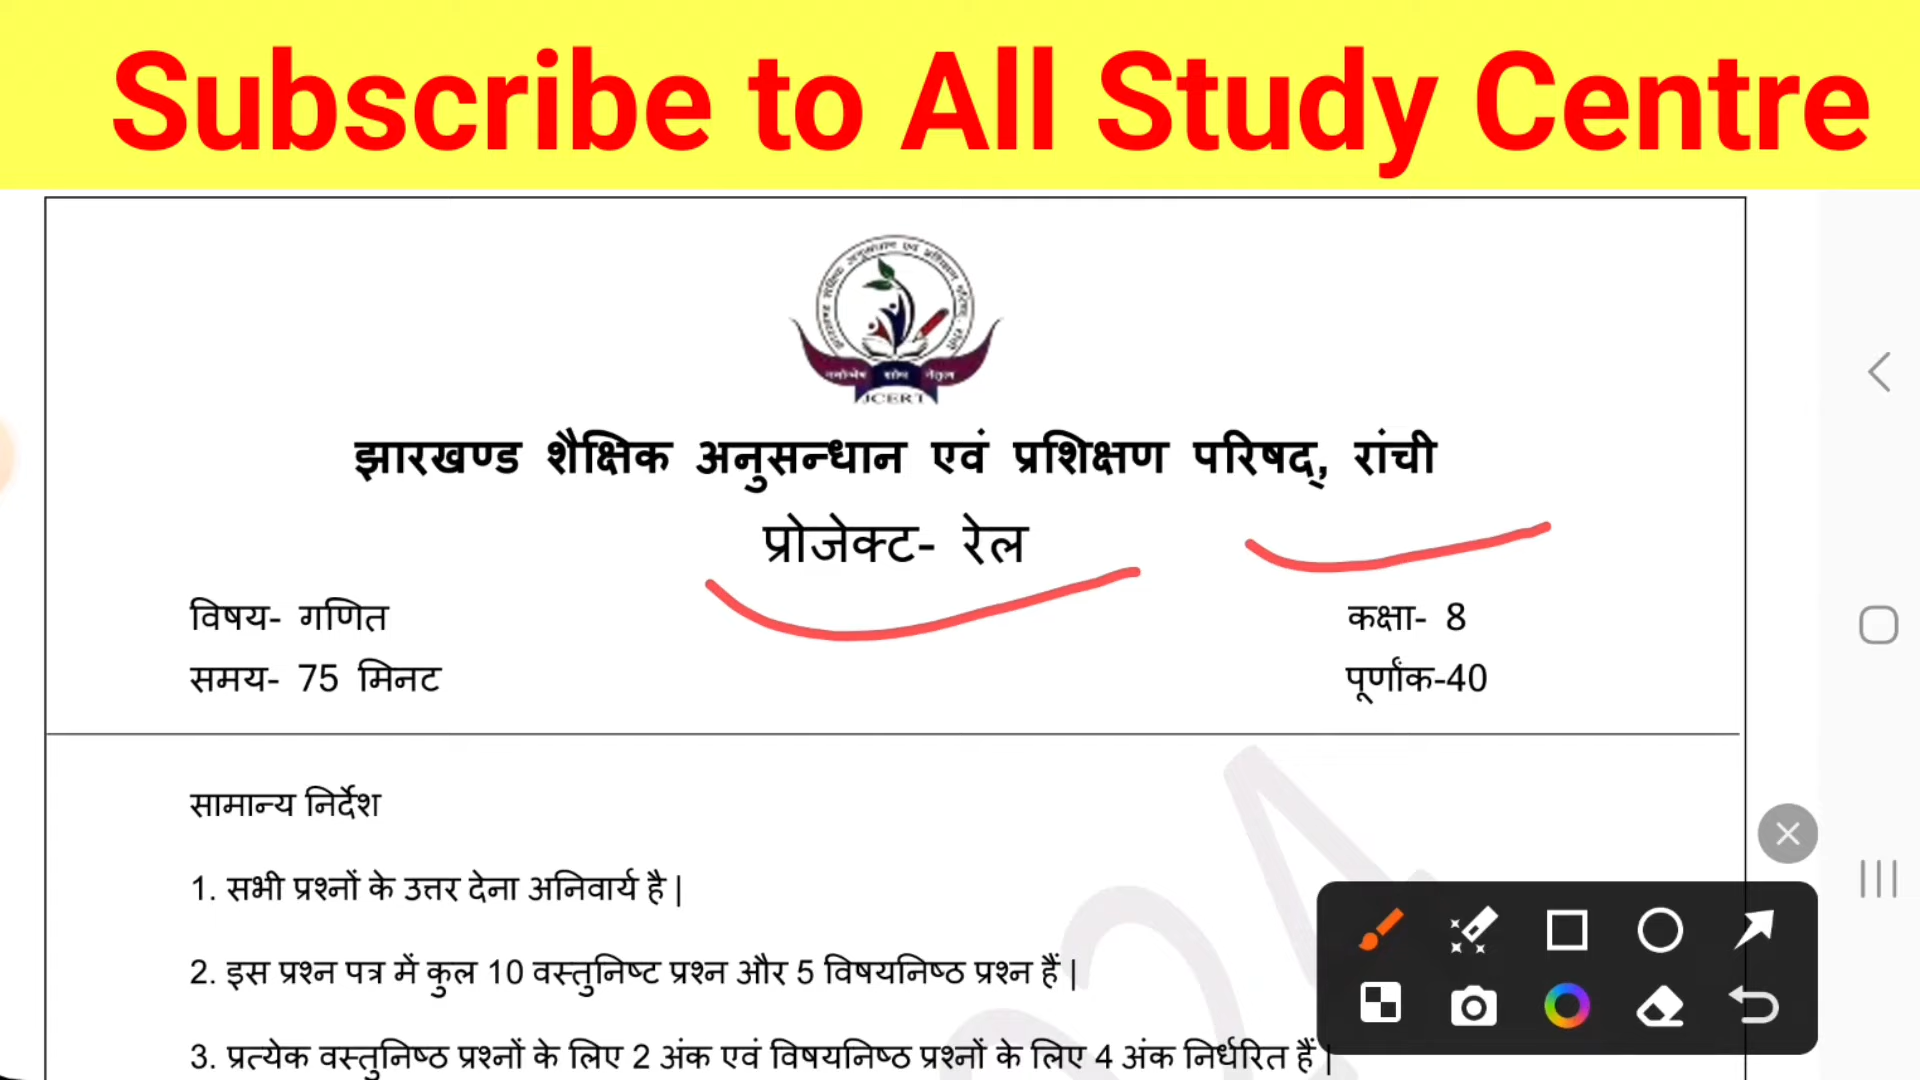 Subscribe to All Study Centre
JCERT
झारखण्ड शैक्षिक अनुसन्धान एवं प्रशिक्षण परिषद्, रांची
प्रोजेक्ट- रेल
विषय- गणित कक्षा- 8
समय- 75 मिनट पूर्णांक-40
सामान्य निर्देश
1. सभी प्रश्नों के उत्तर देना अनिवार्य है|
2. इस प्रश्न पत्र में कुल 10 वस्तुनिष्ट प्रश्न और 5 विषयनिष्ठ प्रश्न हैं|
3. प्रत्येक वस्तुनिष्ठ प्रश्नों के लिए 2 अंक एवं विषयनिष्ठ प्रश्नों के लिए 4 अंक निर्धरित हैं|